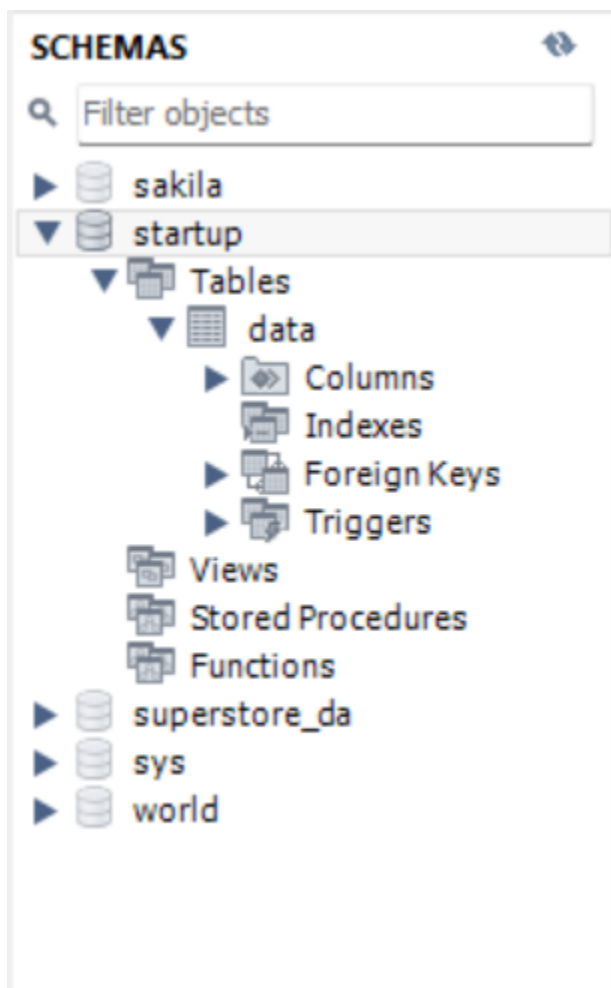 SCHEMAS
Filter objects
sakila
startup
Tables
data
Columns
Indexes
Foreign Keys
Triggers
Views
Stored Procedures
Functions
superstore_da
sys
world